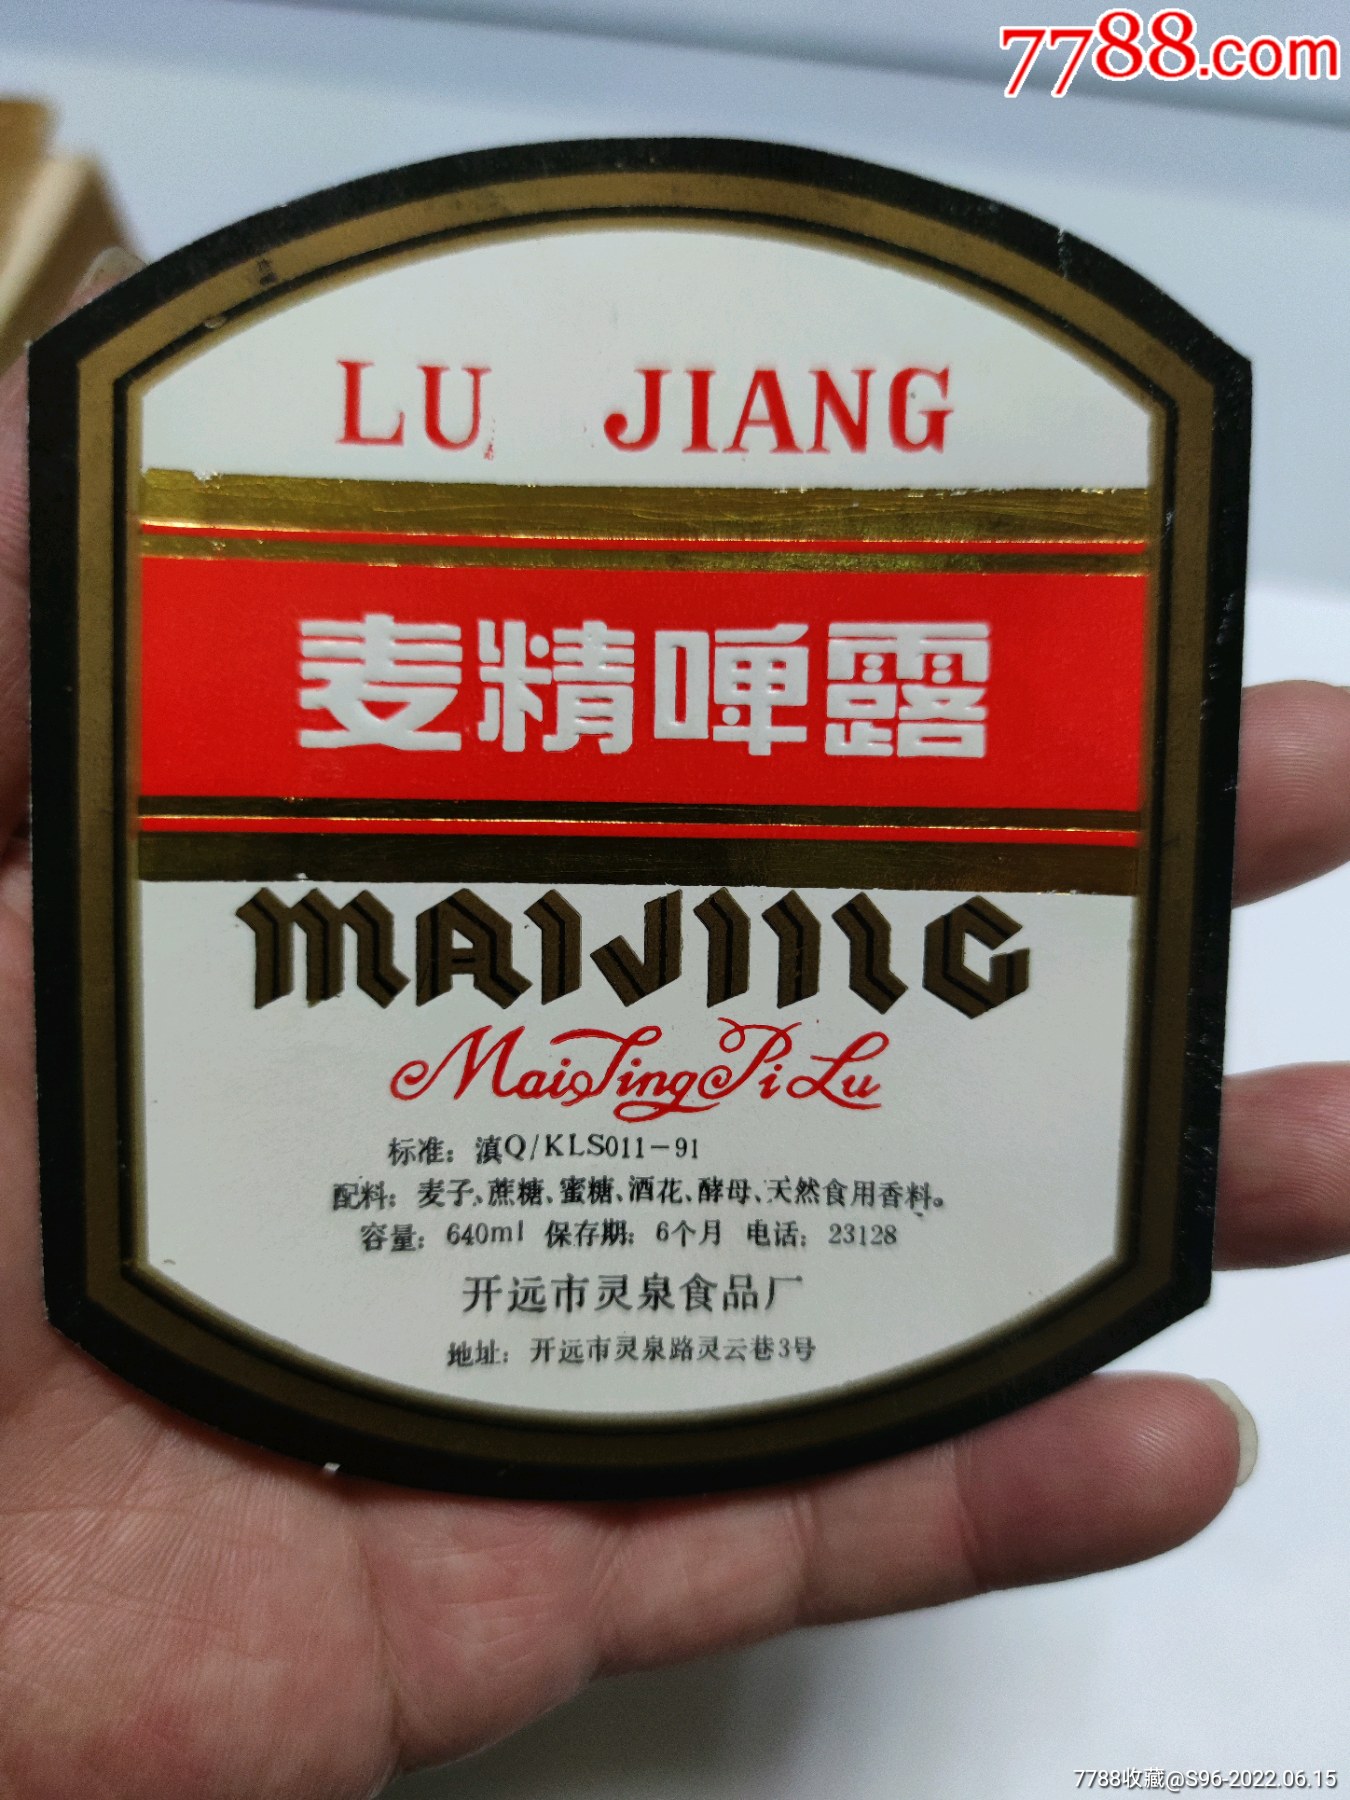 7788.com
LU JIANG
麦精啤露
MAIJIIG
MaiJingPiLu
标准：滇Q/KLS011-91
配料：麦子、蔗糖、蜜糖、酒花、酵母、天然食用香料。
容量：640ml 保存期：6个月 电话：23128
开远市灵泉食品厂
地址：开远市灵泉路灵云巷3号
7788收藏@S96-2022.06.15